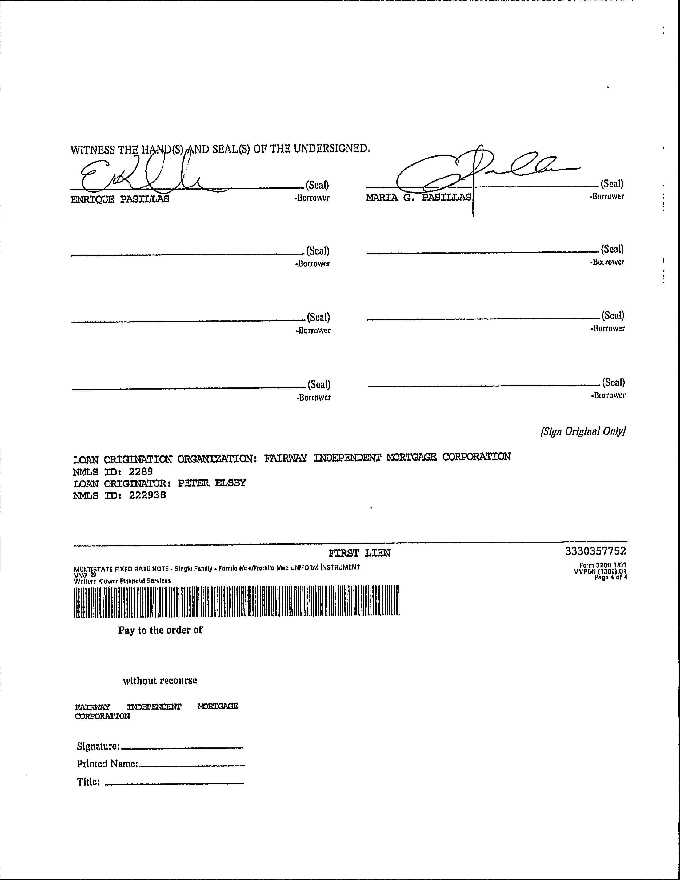 WITNESS THE HAND(S) AND SEAL(S) OF THE UNDERSIGNED.
(Seal) (Seal)
ENRIQUE PASILLAS -Borrower MARIA G. PASILLAS -Borrower
(Seal) (Seal)
-Borrower -Borrower
(Seal) (Seal)
-Borrower -Borrower
(Seal) (Seal)
-Borrower -Borrower
[Sign Original Only]
LOAN ORIGINATION ORGANIZATION: FAIRWAY INDEPENDENT MORTGAGE CORPORATION
NMLS ID: 2289
LOAN ORIGINATOR: PETER ELSBY
NMLS ID: 222938
FIRST LIEN 3330357752
MULTISTATE FIXED RATE NOTE - Single Family - Fannie Mae/Freddie Mac UNIFORM INSTRUMENT Form 3200 1/01
VMP ®
Wolters Kluwer Financial Services Page 4 of 4
Pay to the order of
without recourse
FAIRWAY INDEPENDENT MORTGAGE
CORPORATION
Signature:
Printed Name:
Title: